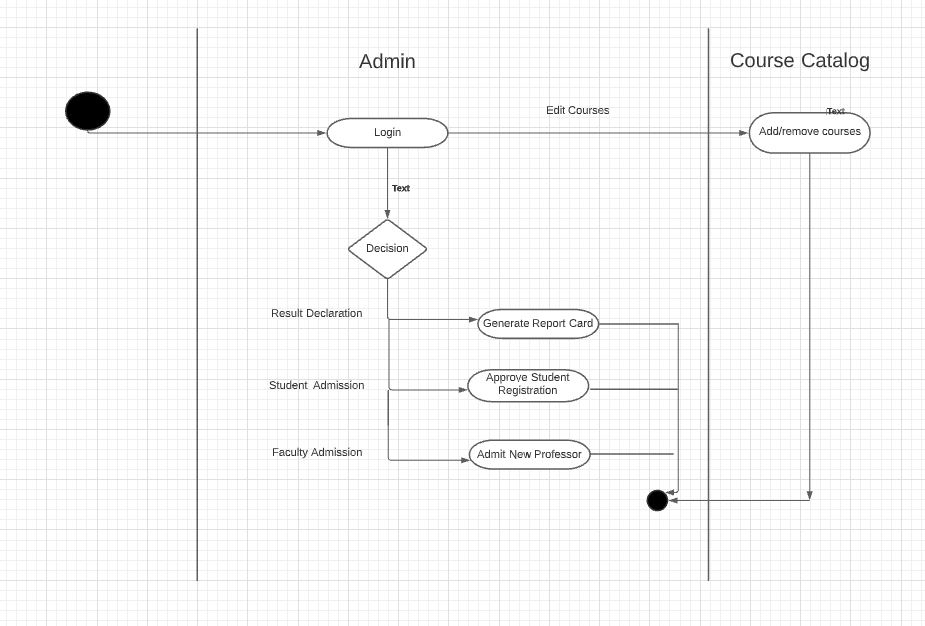 Admin
Course Catalog
Edit Courses
Text
Login
Add/remove courses
Text
Decision
Result Declaration
Generate Report Card
Student Admission
Approve Student
Registration
Faculty Admission
Admit New Professor